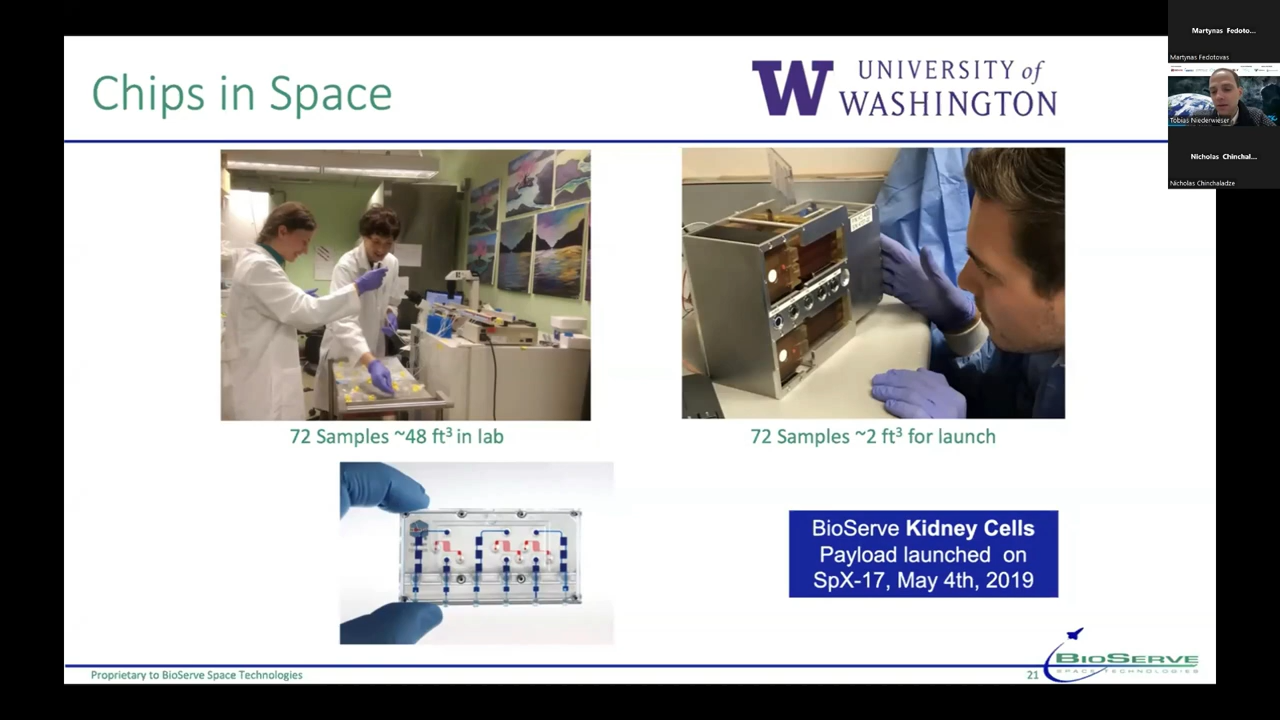 Chips in Space
W UNIVERSITY of
WASHINGTON
Martynas Fedoto...
Martynas Fedotovas
Tobias Niederwieser
Nicholas Chinchal...
Nicholas Chinchaladze
72 Samples ~48 ft³ in lab
72 Samples ~2 ft³ for launch
BioServe Kidney Cells
Payload launched on
SpX-17, May 4th, 2019
Proprietary to BioServe Space Technologies
21
BIOSERVE
SPACE TECHNOLOGIES